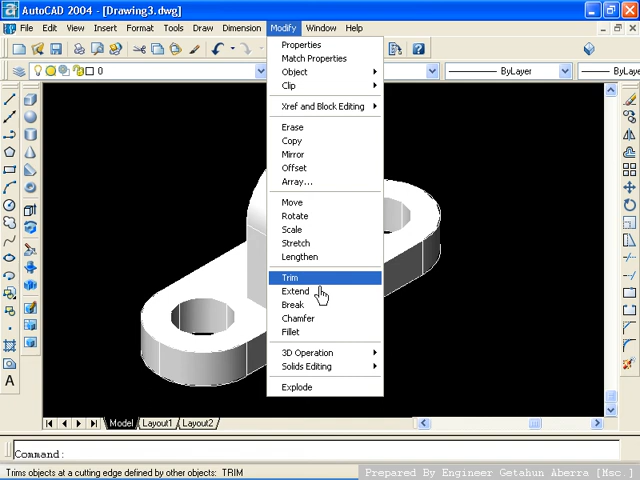 AutoCAD 2004 - [Drawing3.dwg]
File Edit View Insert Format Tools Draw Dimension Modify Window Help
0
ByLayer
ByLayer
Properties
Match Properties
Object
Clip
Xref and Block Editing
Erase
Copy
Mirror
Offset
Array...
Move
Rotate
Scale
Stretch
Lengthen
Trim
Extend
Break
Chamfer
Fillet
3D Operation
Solids Editing
Explode
A
Model Layout1 Layout2
Command:
Trims objects at a cutting edge defined by other objects: TRIM
Prepared By Engineer Getahun Aberra [Msc.]